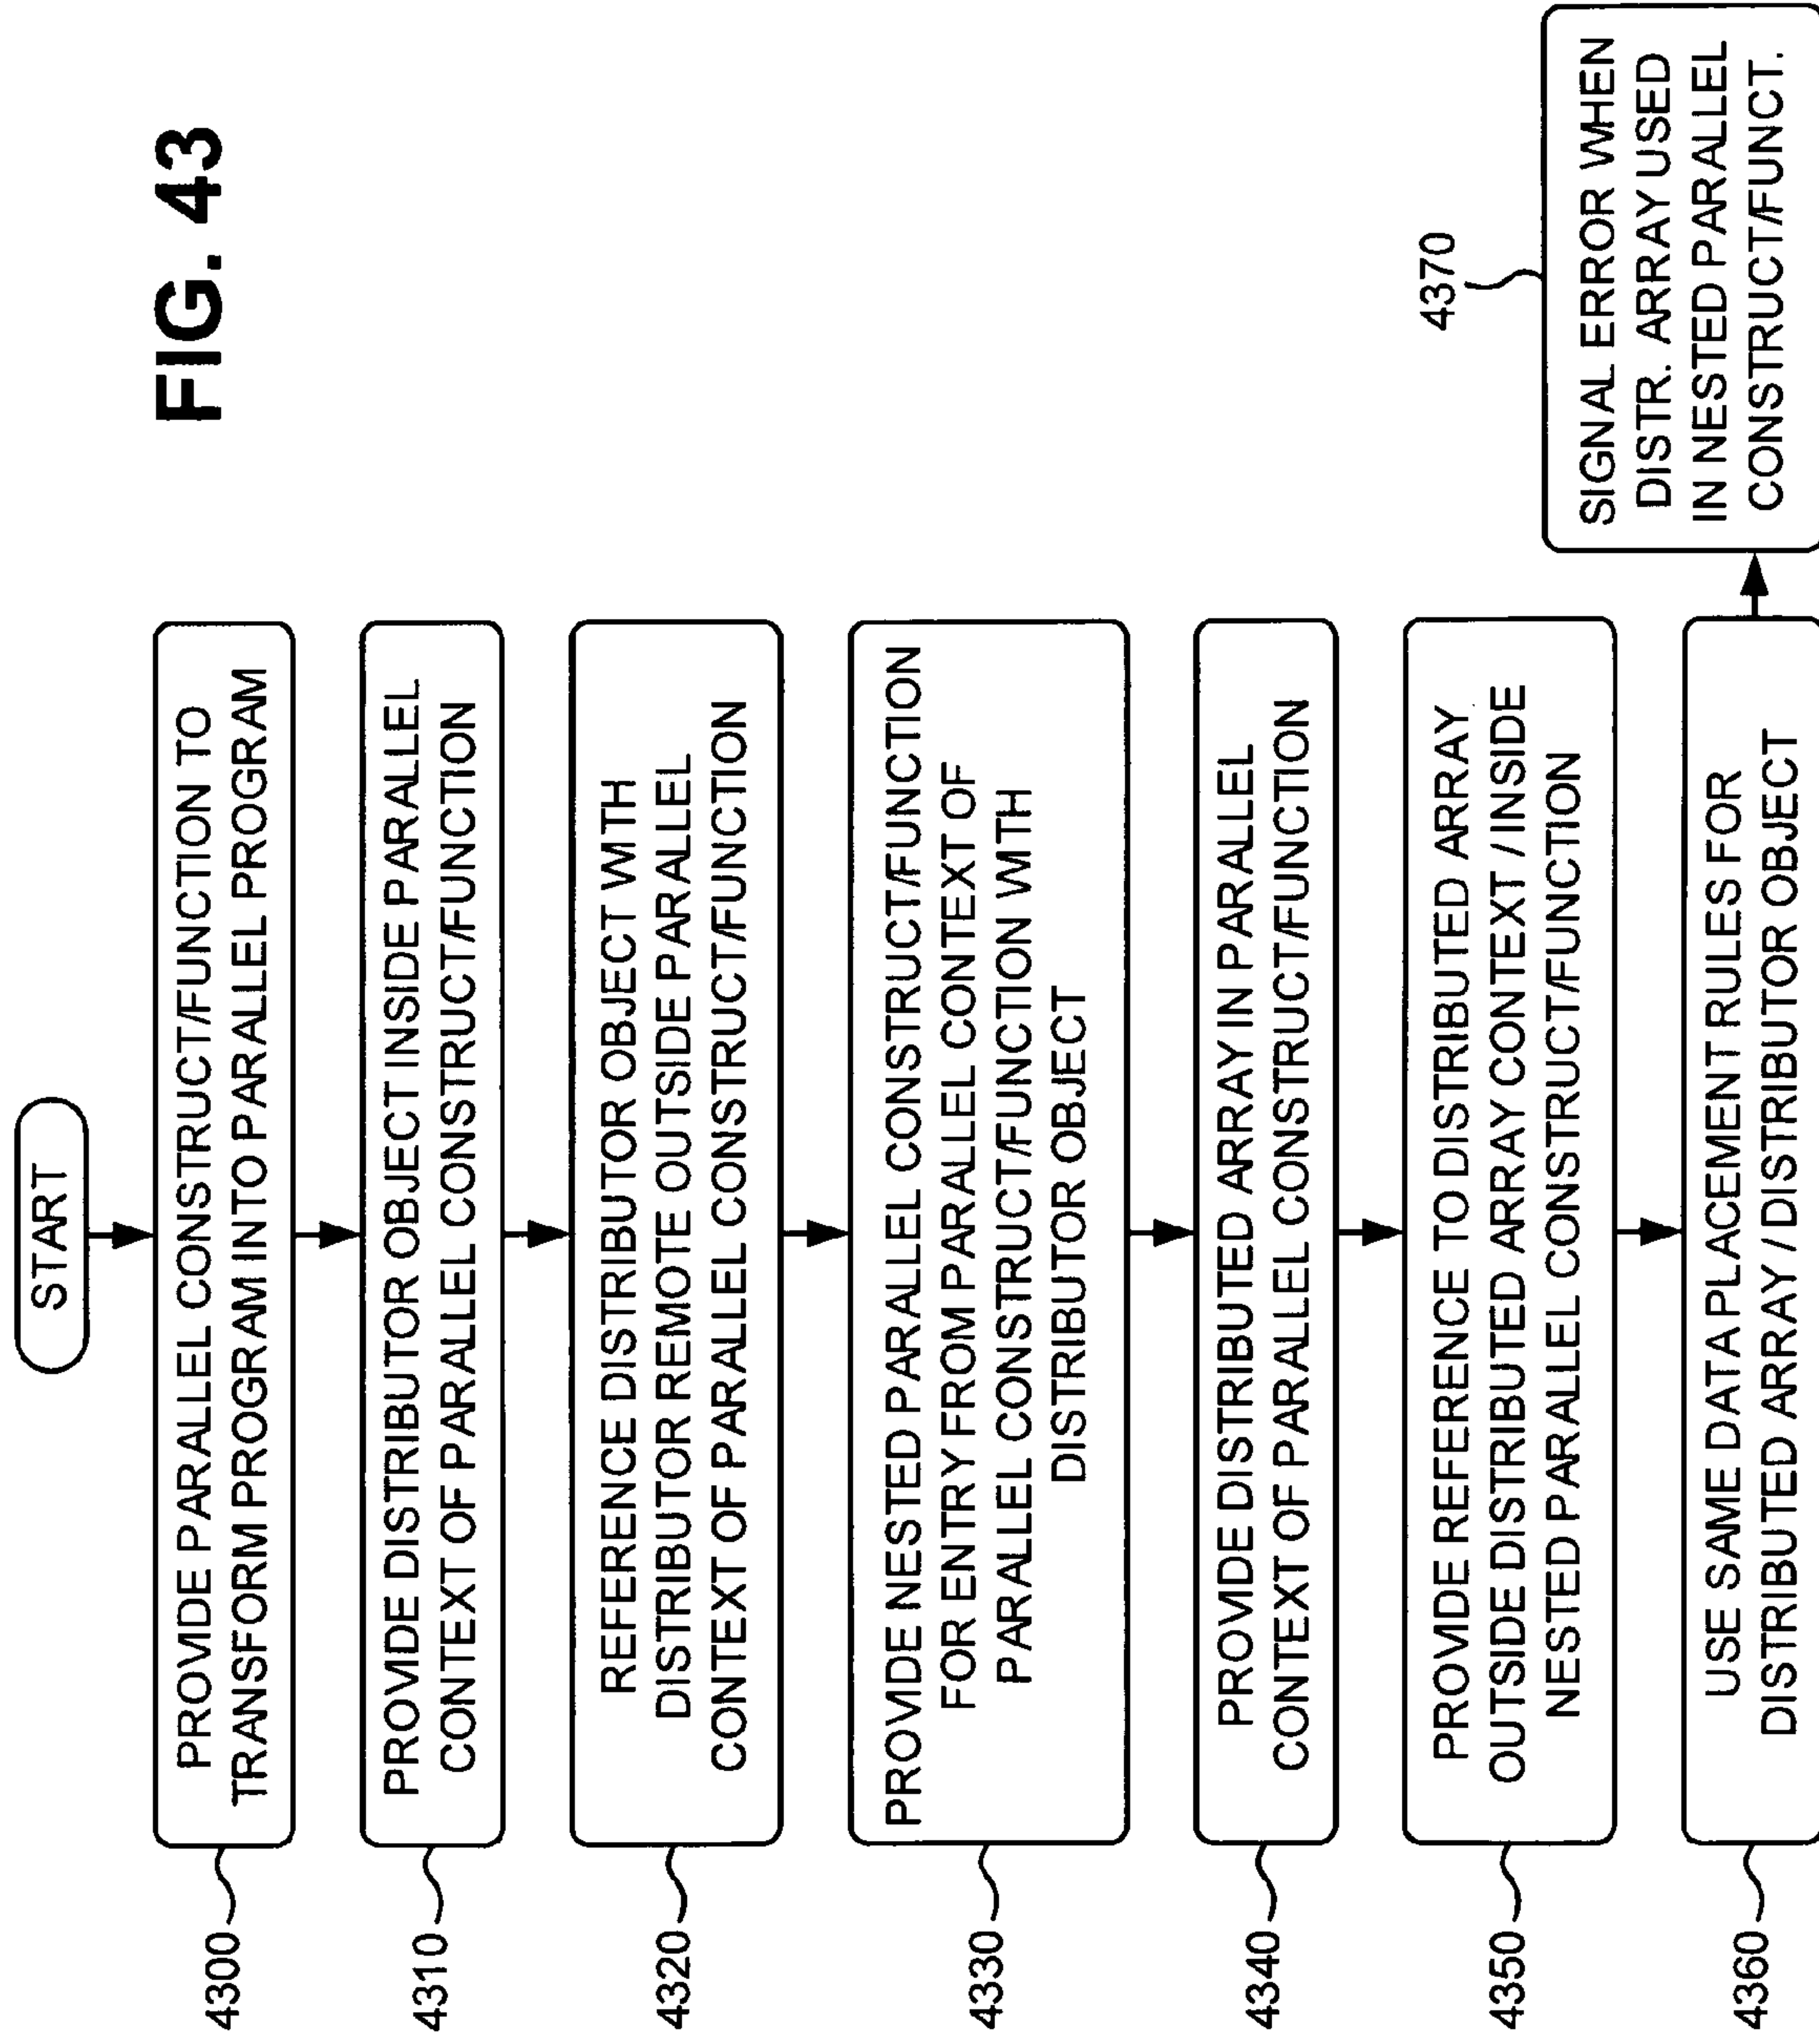 FIG. 43
START
4300
PROVIDE PARALLEL CONSTRUCT/FUNCTION TO
TRANSFORM PROGRAM INTO PARALLEL PROGRAM
4310
PROVIDE DISTRIBUTOR OBJECT INSIDE PARALLEL
CONTEXT OF PARALLEL CONSTRUCT/FUNCTION
4320
REFERENCE DISTRIBUTOR OBJECT WITH
DISTRIBUTOR REMOTE OUTSIDE PARALLEL
CONTEXT OF PARALLEL CONSTRUCT/FUNCTION
4330
PROVIDE NESTED PARALLEL CONSTRUCT/FUNCTION
FOR ENTRY FROM PARALLEL CONTEXT OF
PARALLEL CONSTRUCT/FUNCTION WITH
DISTRIBUTOR OBJECT
4340
PROVIDE DISTRIBUTED ARRAY IN PARALLEL
CONTEXT OF PARALLEL CONSTRUCT/FUNCTION
4350
PROVIDE REFERENCE TO DISTRIBUTED ARRAY
OUTSIDE DISTRIBUTED ARRAY CONTEXT / INSIDE
NESTED PARALLEL CONSTRUCT/FUNCTION
4360
USE SAME DATA PLACEMENT RULES FOR
DISTRIBUTED ARRAY / DISTRIBUTOR OBJECT
4370
SIGNAL ERROR WHEN
DISTR. ARRAY USED
IN NESTED PARALLEL
CONSTRUCT/FUNCT.